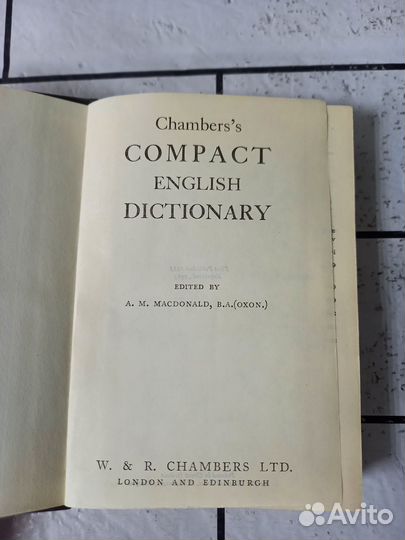 Chambers's
COMPACT
ENGLISH
DICTIONARY
EDITED BY
A. M. MACDONALD, B.A.(OXON.)
W. & R. CHAMBERS LTD.
LONDON AND EDINBURGH
Avito